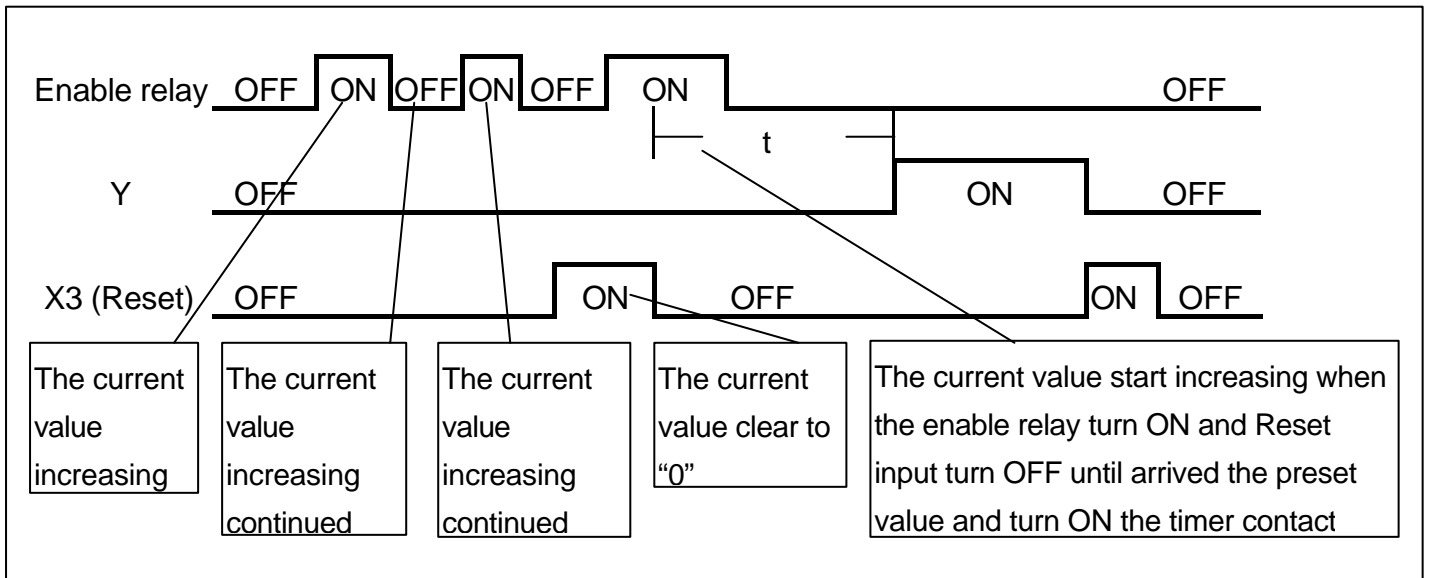 Enable relay OFF ON OFF ON OFF ON OFF
t
Y OFF ON OFF
X3 (Reset) OFF ON OFF ON OFF
The current
value
increasing
The current
value
increasing
continued
The current
value
increasing
continued
The current
value clear to
“0”
The current value start increasing when
the enable relay turn ON and Reset
input turn OFF until arrived the preset
value and turn ON the timer contact